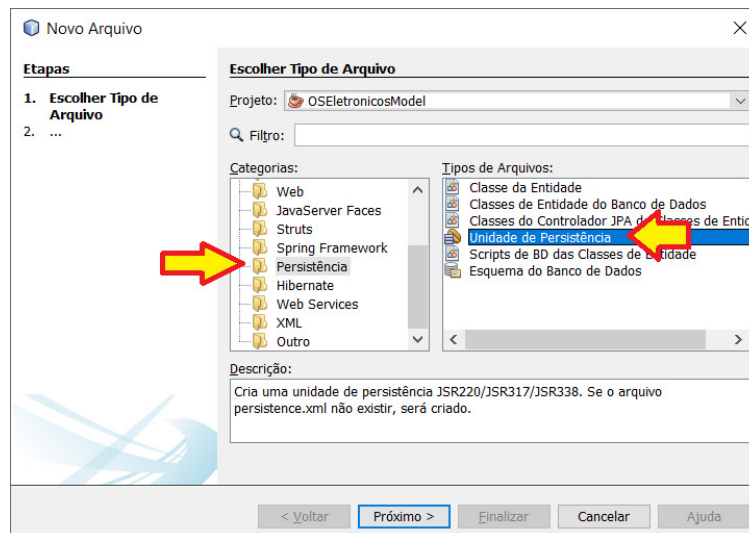 Novo Arquivo
Etapas
1. Escolher Tipo de
Arquivo
2. ...
Escolher Tipo de Arquivo
Projeto: OSEletronicosModel
Filtro:
Categorias:
Web
JavaServer Faces
Struts
Spring Framework
Persistência
Hibernate
Web Services
XML
Outro
Tipos de Arquivos:
Classe da Entidade
Classes de Entidade do Banco de Dados
Classes do Controlador JPA de Classes de Entid
Unidade de Persistência
Scripts de BD das Classes de Entidade
Esquema do Banco de Dados
Descrição:
Cria uma unidade de persistência JSR220/JSR317/JSR338. Se o arquivo
persistence.xml não existir, será criado.
< Voltar
Próximo >
Finalizar
Cancelar
Ajuda